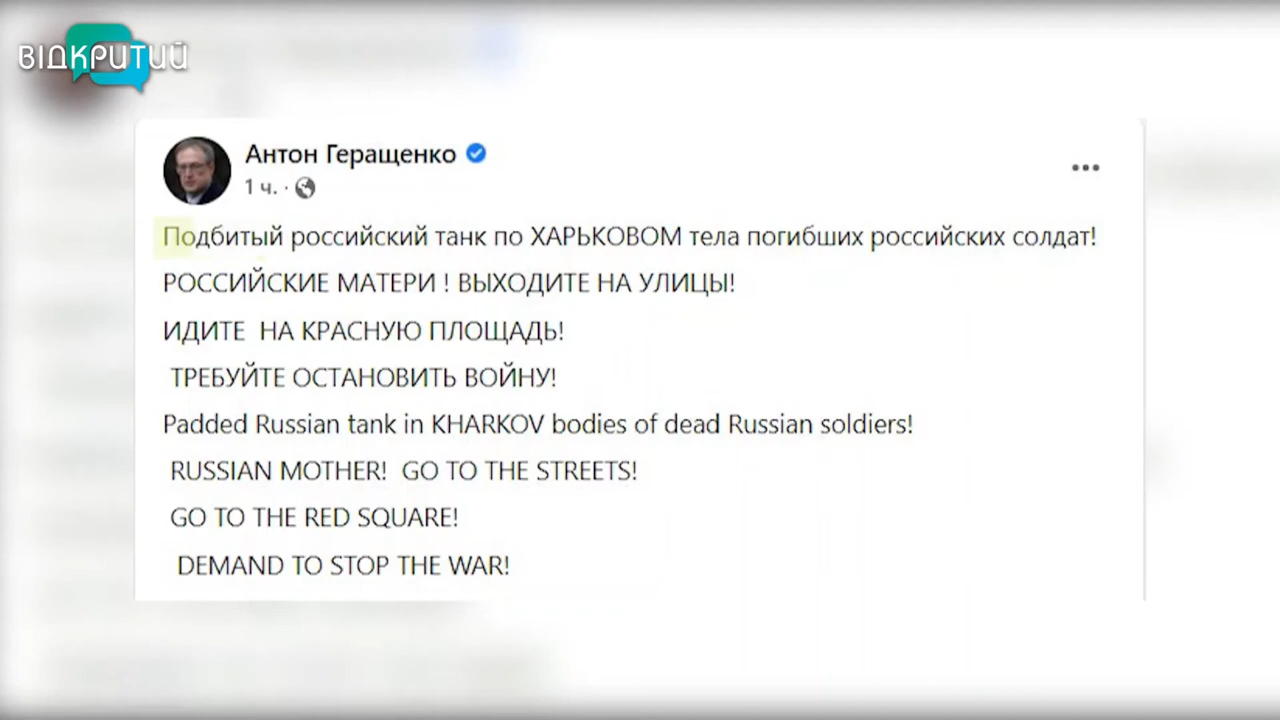 ВІДКРИТИЙ
Антон Геращенко
1 ч. ·
Подбитый российский танк по ХАРЬКОВОМ тела погибших российских солдат!
РОССИЙСКИЕ МАТЕРИ ! ВЫХОДИТЕ НА УЛИЦЫ!
ИДИТЕ НА КРАСНУЮ ПЛОЩАДЬ!
ТРЕБУЙТЕ ОСТАНОВИТЬ ВОЙНУ!
Padded Russian tank in KHARKOV bodies of dead Russian soldiers!
RUSSIAN MOTHER! GO TO THE STREETS!
GO TO THE RED SQUARE!
DEMAND TO STOP THE WAR!